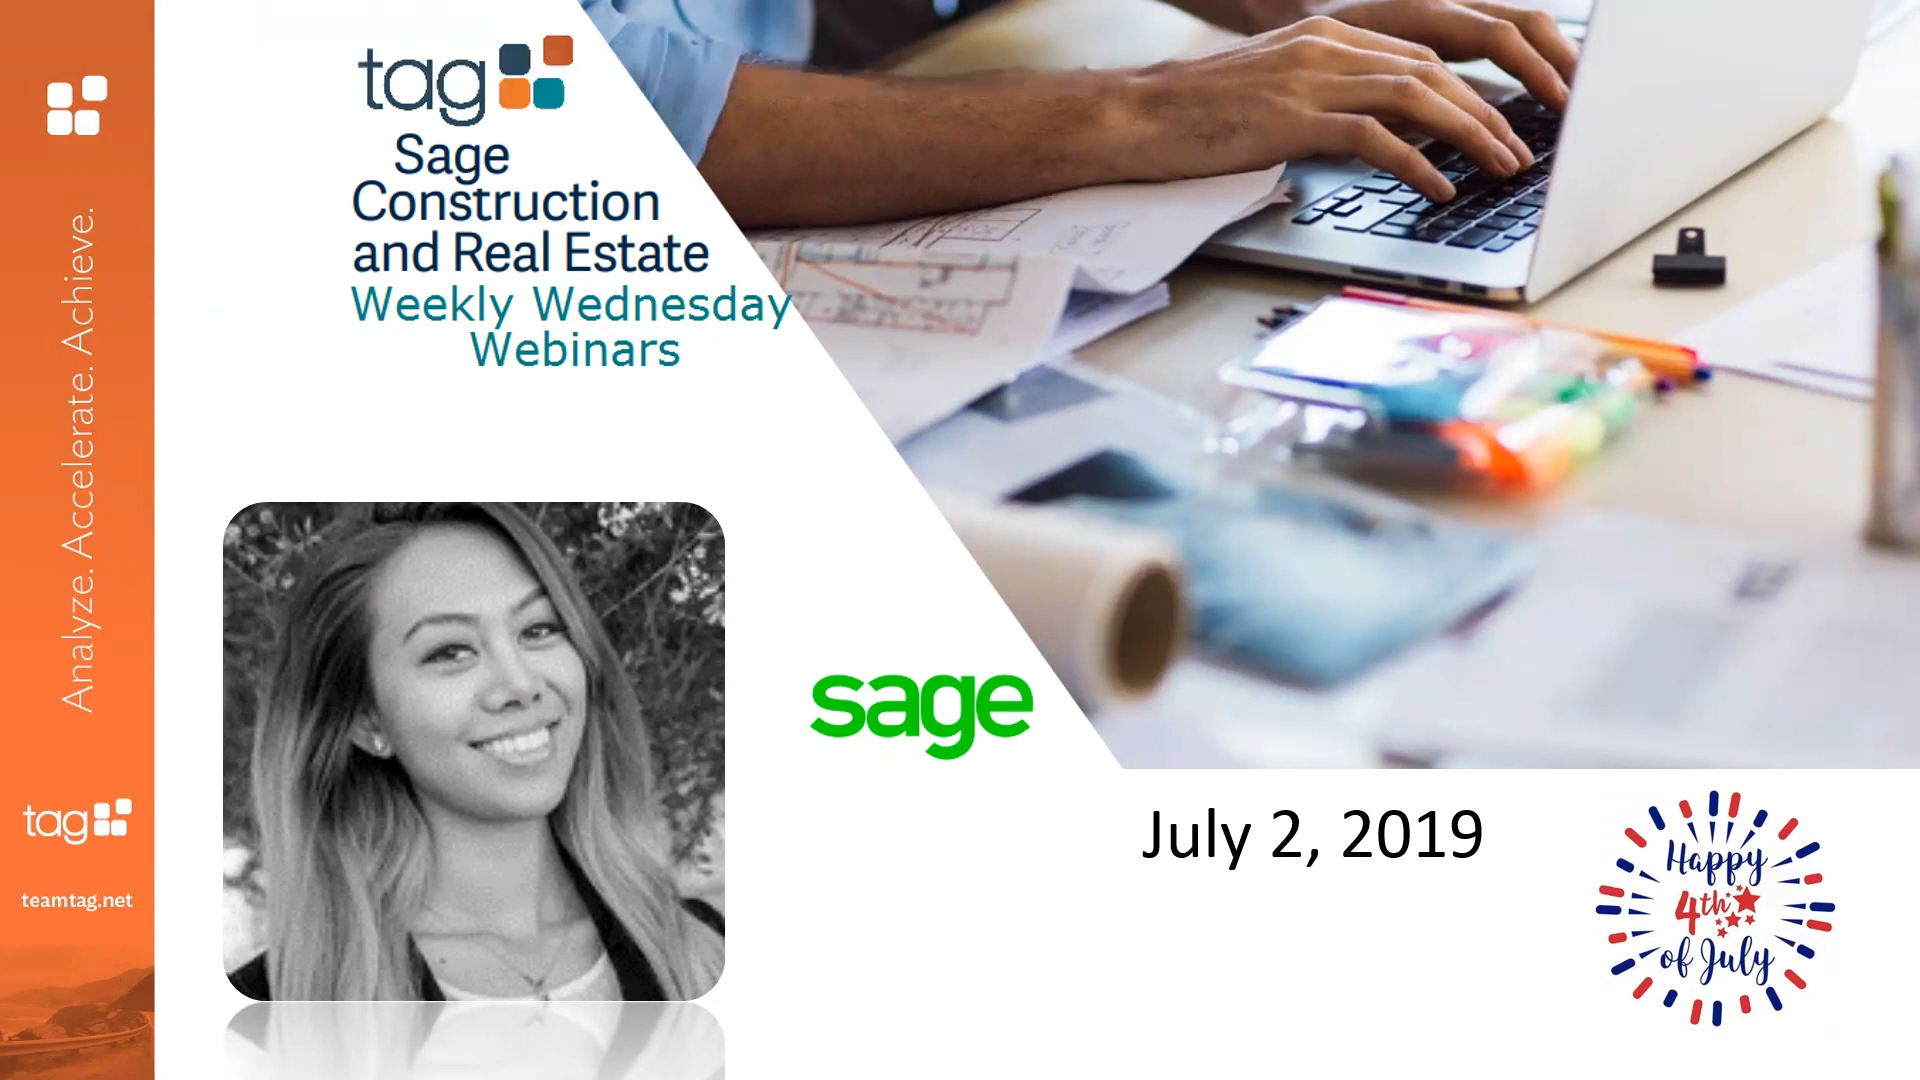 Analyze. Accelerate. Achieve.
tag
teamtag.net
tag
Sage
Construction
and Real Estate
Weekly Wednesday
Webinars
sage
July 2, 2019
Happy
4th
of July